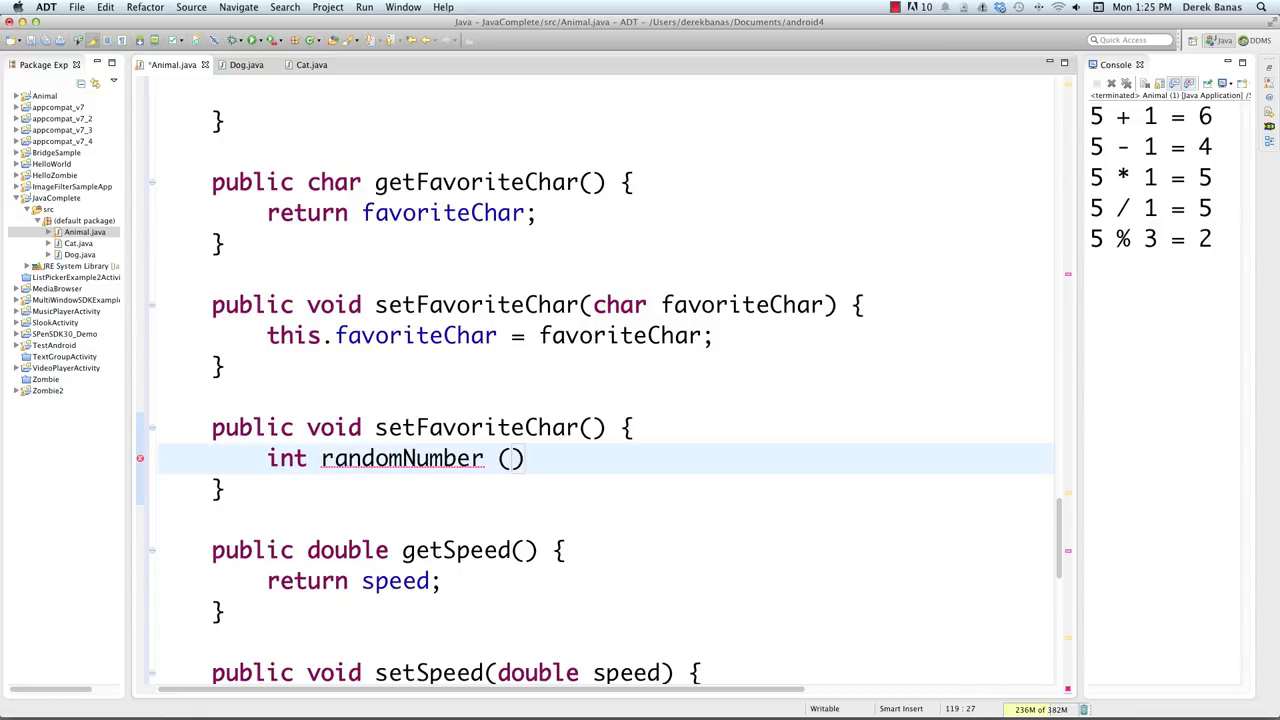 ADT File Edit Refactor Source Navigate Search Project Run Window Help 10 Mon 1:25 PM Derek Banas
Java – JavaComplete/src/Animal.java – ADT – /Users/derekbanas/Documents/android4
Quick Access Java DDMS
Package Exp
*Animal.java Dog.java Cat.java
Console
<terminated> Animal (1) [Java Application] /S
Animal
appcompat_v7
appcompat_v7_2
appcompat_v7_3
appcompat_v7_4
BridgeSample
HelloWorld
HelloZombie
ImageFilterSampleApp
JavaComplete
src
(default package)
Animal.java
Cat.java
Dog.java
JRE System Library [
ListPickerExample2Activi
MediaBrowser
MultiWindowSDKExample
MusicPlayerActivity
SlookActivity
SPenSDK30_Demo
TestAndroid
TextGroupActivity
VideoPlayerActivity
Zombie
Zombie2
}
public char getFavoriteChar() {
return favoriteChar;
}
public void setFavoriteChar(char favoriteChar) {
this.favoriteChar = favoriteChar;
}
public void setFavoriteChar() {
int randomNumber ()
}
public double getSpeed() {
return speed;
}
public void setSpeed(double speed) {
5 + 1 = 6
5 - 1 = 4
5 * 1 = 5
5 / 1 = 5
5 % 3 = 2
Writable Smart Insert 119 : 27 236M of 382M